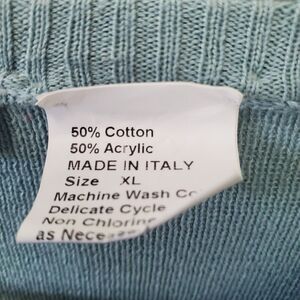 50% Cotton
50% Acrylic
MADE IN ITALY
Size XL
Machine Wash
Delicate Cycle
Non Chlorine
as